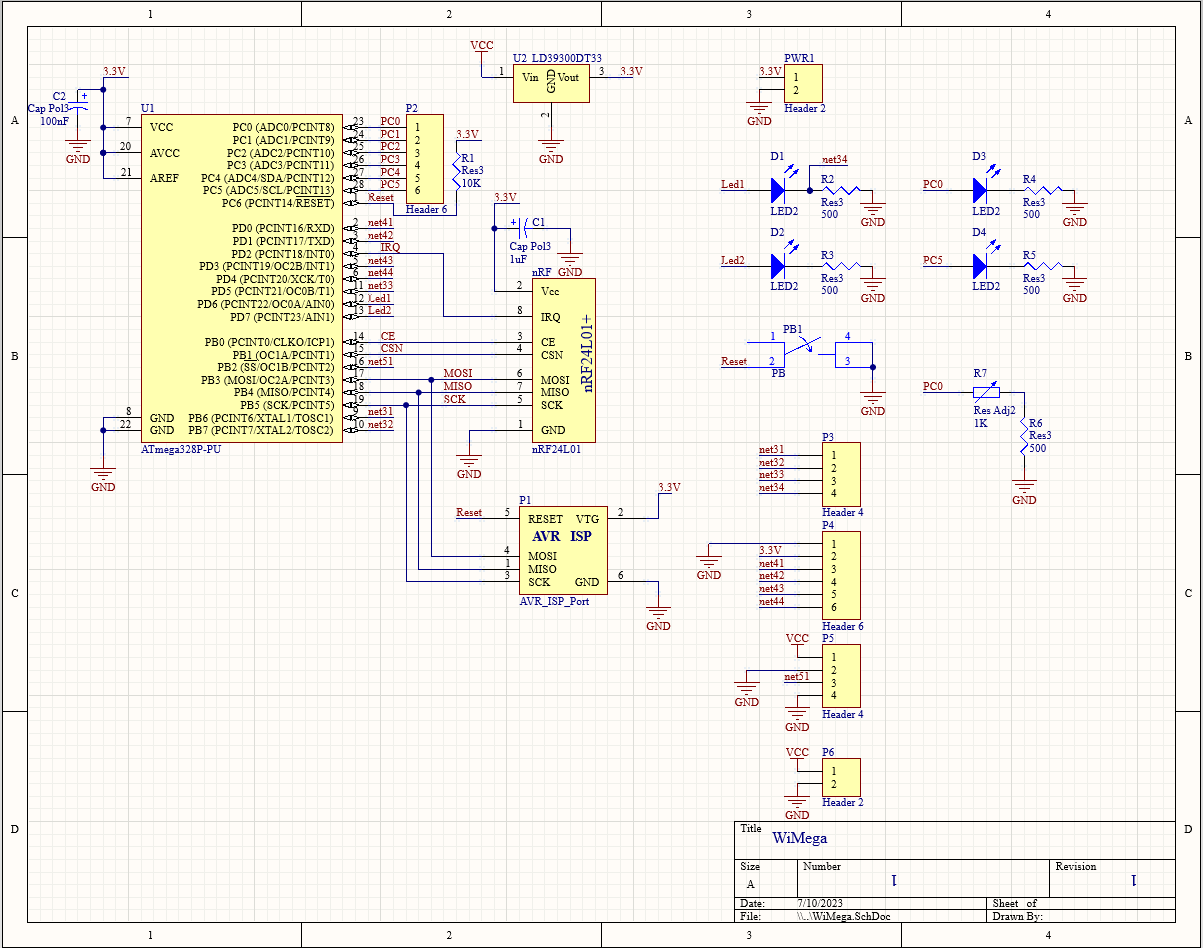 1 2 3 4
A
B
C
D
3.3V
C2
Cap Pol3
100nF
GND
U1
7 VCC
20 AVCC
21 AREF
8 GND
22 GND
GND
PC0 (ADC0/PCINT8) 23 PC0
PC1 (ADC1/PCINT9) 24 PC1
PC2 (ADC2/PCINT10) 25 PC2
PC3 (ADC3/PCINT11) 26 PC3
PC4 (ADC4/SDA/PCINT12) 27 PC4
PC5 (ADC5/SCL/PCINT13) 28 PC5
PC6 (PCINT14/RESET) 1 Reset
PD0 (PCINT16/RXD) 2 net41
PD1 (PCINT17/TXD) 3 net42
PD2 (PCINT18/INT0) 4 IRQ
PD3 (PCINT19/OC2B/INT1) 5 net43
PD4 (PCINT20/XCK/T0) 6 net44
PD5 (PCINT21/OC0B/T1) 11 net33
PD6 (PCINT22/OC0A/AIN0) 12 Led1
PD7 (PCINT23/AIN1) 13 Led2
PB0 (PCINT0/CLKO/ICP1) 14 CE
PB1 (OC1A/PCINT1) 15 CSN
PB2 (SS/OC1B/PCINT2) 16 net51
PB3 (MOSI/OC2A/PCINT3) 17 MOSI
PB4 (MISO/PCINT4) 18 MISO
PB5 (SCK/PCINT5) 19 SCK
PB6 (PCINT6/XTAL1/TOSC1) 9 net31
PB7 (PCINT7/XTAL2/TOSC2) 10 net32
ATmega328P-PU
P2
1
2
3
4
5
6
Header 6
3.3V
R1
Res3
10K
VCC
U2 LD39300DT33
1 Vin GND Vout 3 3.3V
2
GND
3.3V
C1
Cap Pol3
1uF
GND
nRF
2 Vcc
8 IRQ
3 CE
4 CSN
6 MOSI
7 MISO
5 SCK
1 GND
nRF24L01+
nRF24L01
GND
P1
Reset 5 RESET VTG 2 3.3V
AVR ISP
4 MOSI
1 MISO
3 SCK GND 6
AVR_ISP_Port
GND
PWR1
3.3V 1
2
GND
Header 2
D1
Led1
LED2
net34
R2
Res3
500
GND
D2
Led2
LED2
R3
Res3
500
GND
D3
PC0
LED2
R4
Res3
500
GND
D4
PC5
LED2
R5
Res3
500
GND
PB1
1 4
Reset 2 3
PB
GND
R7
PC0
Res Adj2
1K
R6
Res3
500
GND
P3
net31 1
net32 2
net33 3
net34 4
Header 4
P4
1
3.3V 2
net41 3
net42 4
net43 5
net44 6
GND
Header 6
VCC P5
1
2
net51 3
4
GND
Header 4
GND
VCC P6
1
2
Header 2
GND
Title
WiMega
Size Number Revision
A 1 1
Date: 7/10/2023 Sheet of
File: \\..\WiMega.SchDoc Drawn By:
A
B
C
D
1 2 3 4